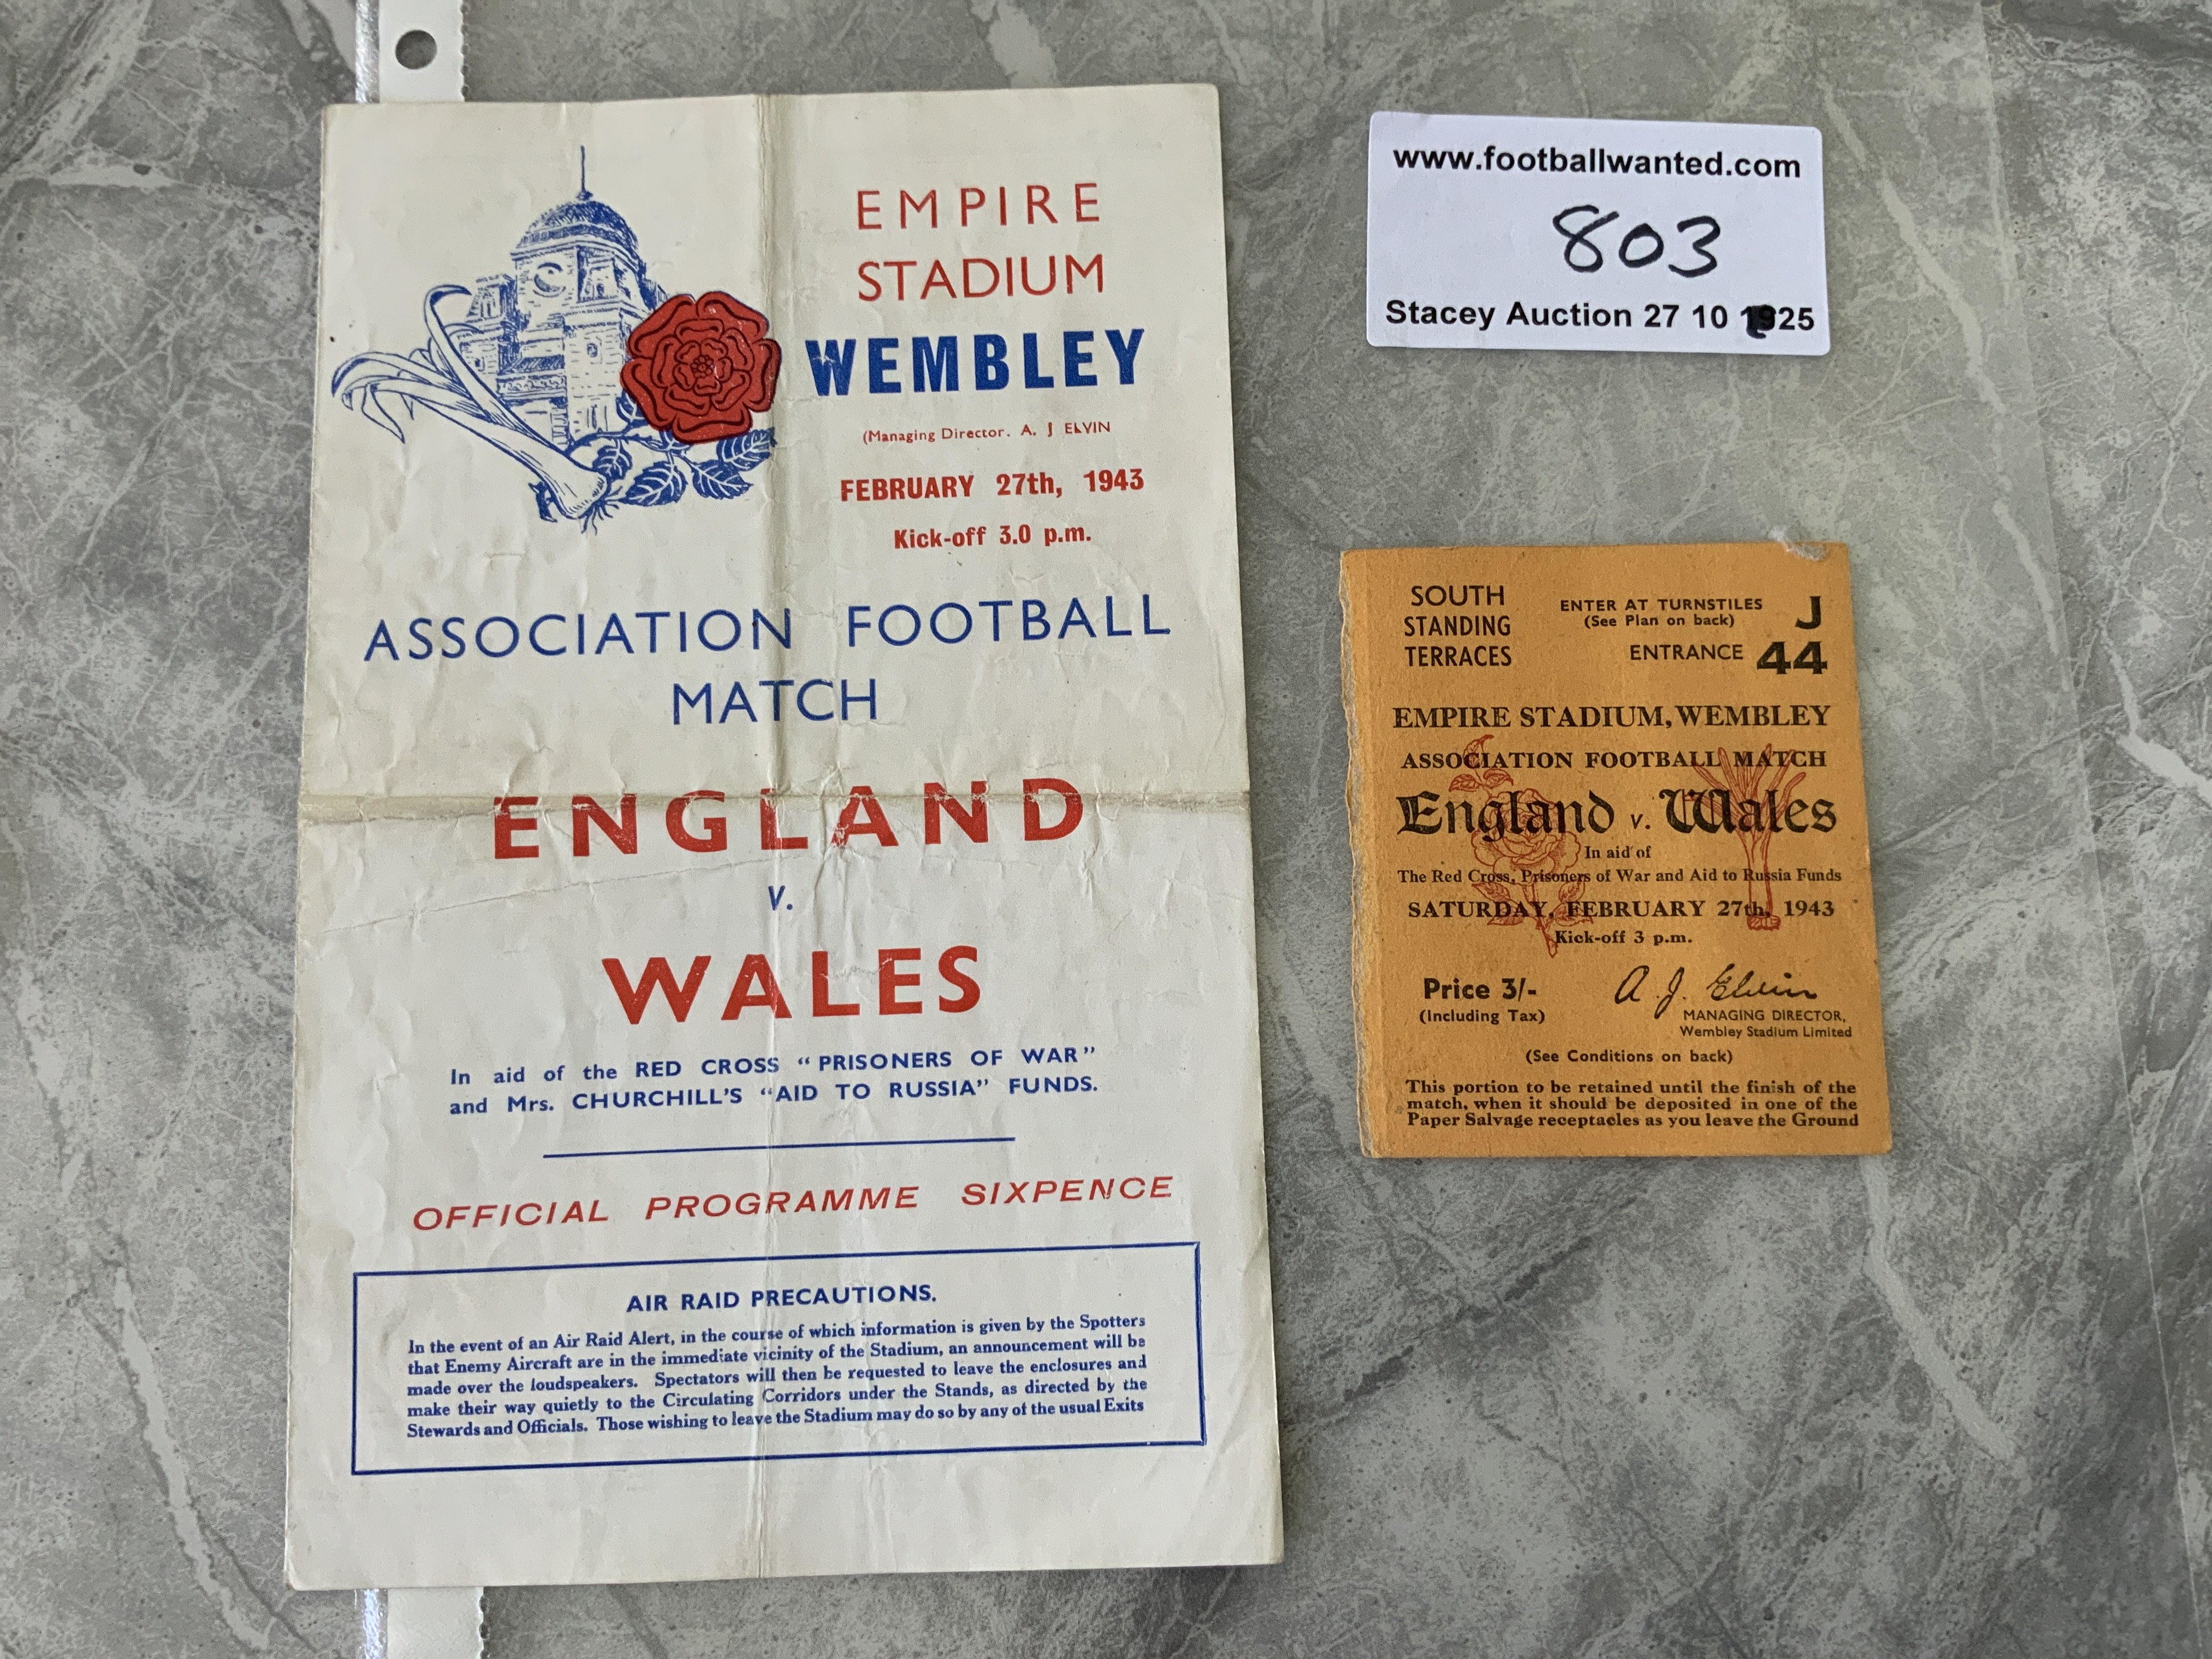 EMPIRE
STADIUM
WEMBLEY
(Managing Director. A. J ELVIN
FEBRUARY 27th, 1943
Kick-off 3.0 p.m.
ASSOCIATION FOOTBALL
MATCH
ENGLAND
v.
WALES
In aid of the RED CROSS "PRISONERS OF WAR"
and Mrs. CHURCHILL'S "AID TO RUSSIA" FUNDS.
OFFICIAL PROGRAMME SIXPENCE
AIR RAID PRECAUTIONS.
In the event of an Air Raid Alert, in the course of which information is given by the Spotters
that Enemy Aircraft are in the immediate vicinity of the Stadium, an announcement will be
made over the loudspeakers. Spectators will then be requested to leave the enclosures and
make their way quietly to the Circulating Corridors under the Stands, as directed by the
Stewards and Officials. Those wishing to leave the Stadium may do so by any of the usual Exits
www.footballwanted.com
803
Stacey Auction 27 10 1925
SOUTH
STANDING
TERRACES
ENTER AT TURNSTILES J
(See Plan on back)
ENTRANCE 44
EMPIRE STADIUM, WEMBLEY
ASSOCIATION FOOTBALL MATCH
England v. Wales
In aid of
The Red Cross, Prisoners of War and Aid to Russia Funds
SATURDAY, FEBRUARY 27th, 1943
Kick-off 3 p.m.
Price 3/-
(Including Tax)
A. J. Elvin
MANAGING DIRECTOR,
Wembley Stadium Limited
(See Conditions on back)
This portion to be retained until the finish of the
match, when it should be deposited in one of the
Paper Salvage receptacles as you leave the Ground